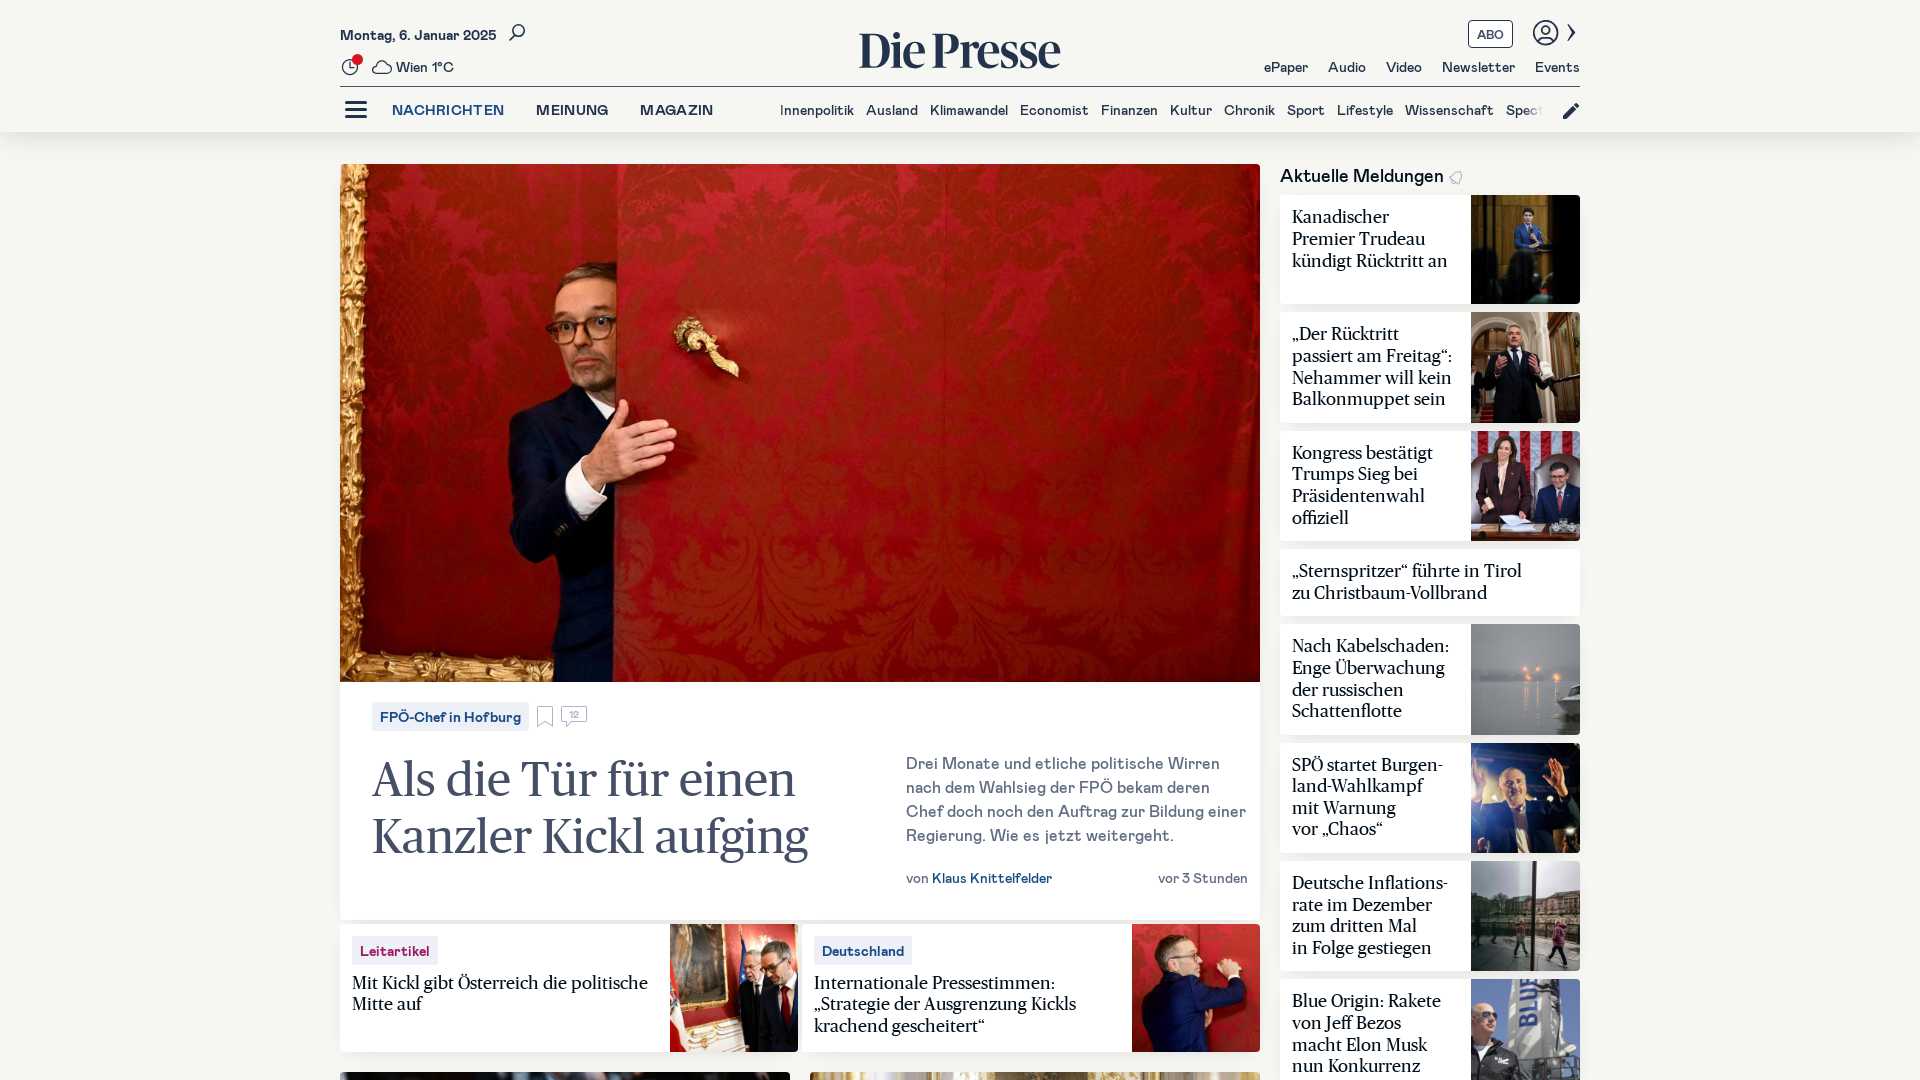 Montag, 6. Januar 2025
Wien 1°C
Die Presse
ABO
ePaper Audio Video Newsletter Events
NACHRICHTEN MEINUNG MAGAZIN
Innenpolitik Ausland Klimawandel Economist Finanzen Kultur Chronik Sport Lifestyle Wissenschaft Spect
FPÖ-Chef in Hofburg
12
Als die Tür für einen
Kanzler Kickl aufging
Drei Monate und etliche politische Wirren
nach dem Wahlsieg der FPÖ bekam deren
Chef doch noch den Auftrag zur Bildung einer
Regierung. Wie es jetzt weitergeht.
von Klaus Knittelfelder
vor 3 Stunden
Leitartikel
Mit Kickl gibt Österreich die politische
Mitte auf
Deutschland
Internationale Pressestimmen:
„Strategie der Ausgrenzung Kickls
krachend gescheitert“
Aktuelle Meldungen
Kanadischer
Premier Trudeau
kündigt Rücktritt an
„Der Rücktritt
passiert am Freitag“:
Nehammer will kein
Balkonmuppet sein
Kongress bestätigt
Trumps Sieg bei
Präsidentenwahl
offiziell
„Sternspritzer“ führte in Tirol
zu Christbaum-Vollbrand
Nach Kabelschaden:
Enge Überwachung
der russischen
Schattenflotte
SPÖ startet Burgen-
land-Wahlkampf
mit Warnung
vor „Chaos“
Deutsche Inflations-
rate im Dezember
zum dritten Mal
in Folge gestiegen
Blue Origin: Rakete
von Jeff Bezos
macht Elon Musk
nun Konkurrenz
BLUE